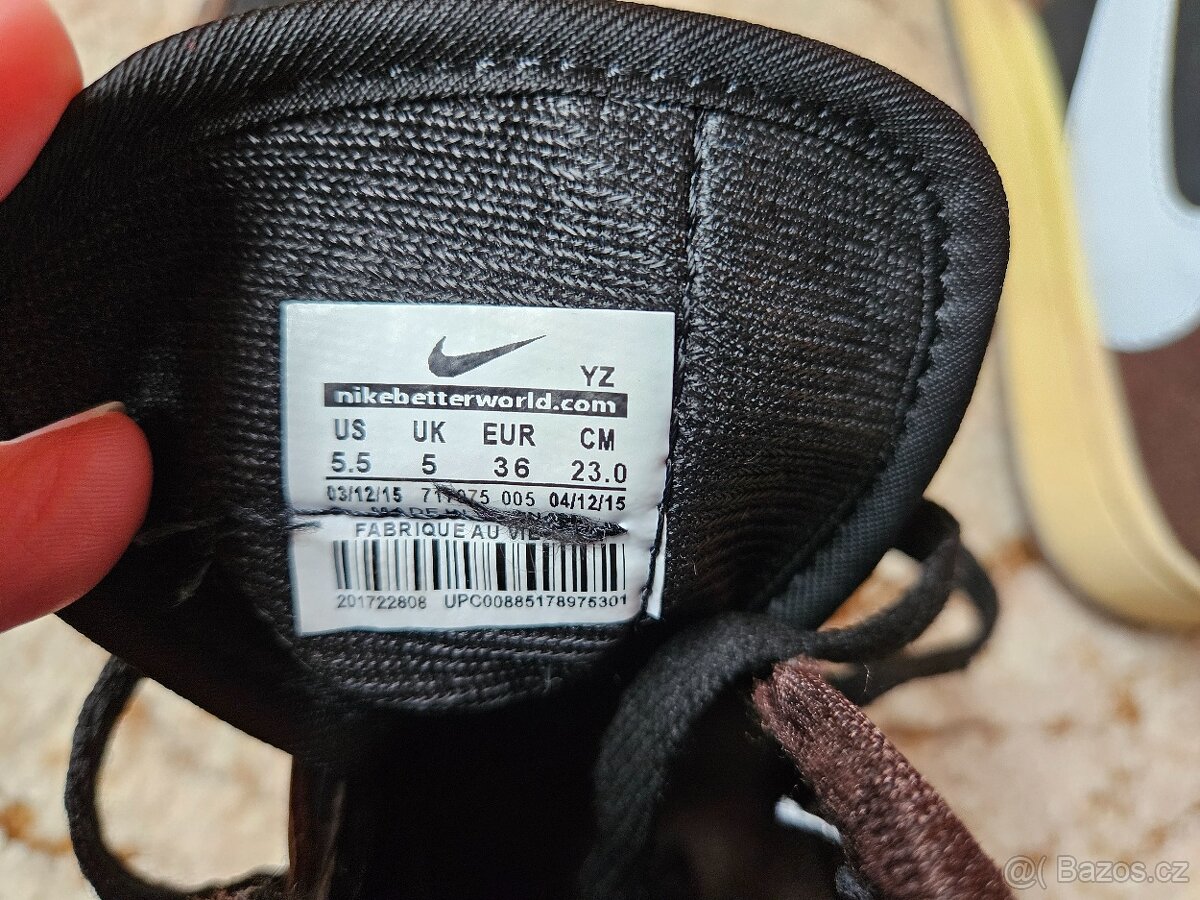 YZ
nikebetterworld.com
US UK EUR CM
5.5 5 36 23.0
03/12/15 005 04/12/15
FABRIQUE AU
201722808 UPC00885178975301
@( Bazos.cz